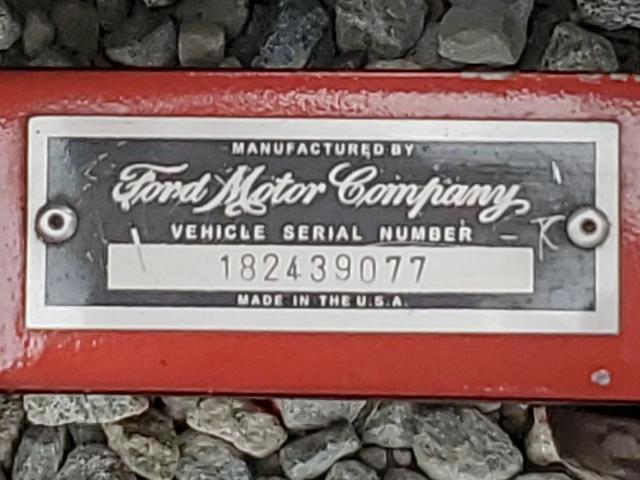 MANUFACTURED BY
Ford Motor Company
VEHICLE SERIAL NUMBER
182439077
MADE IN THE U.S.A.